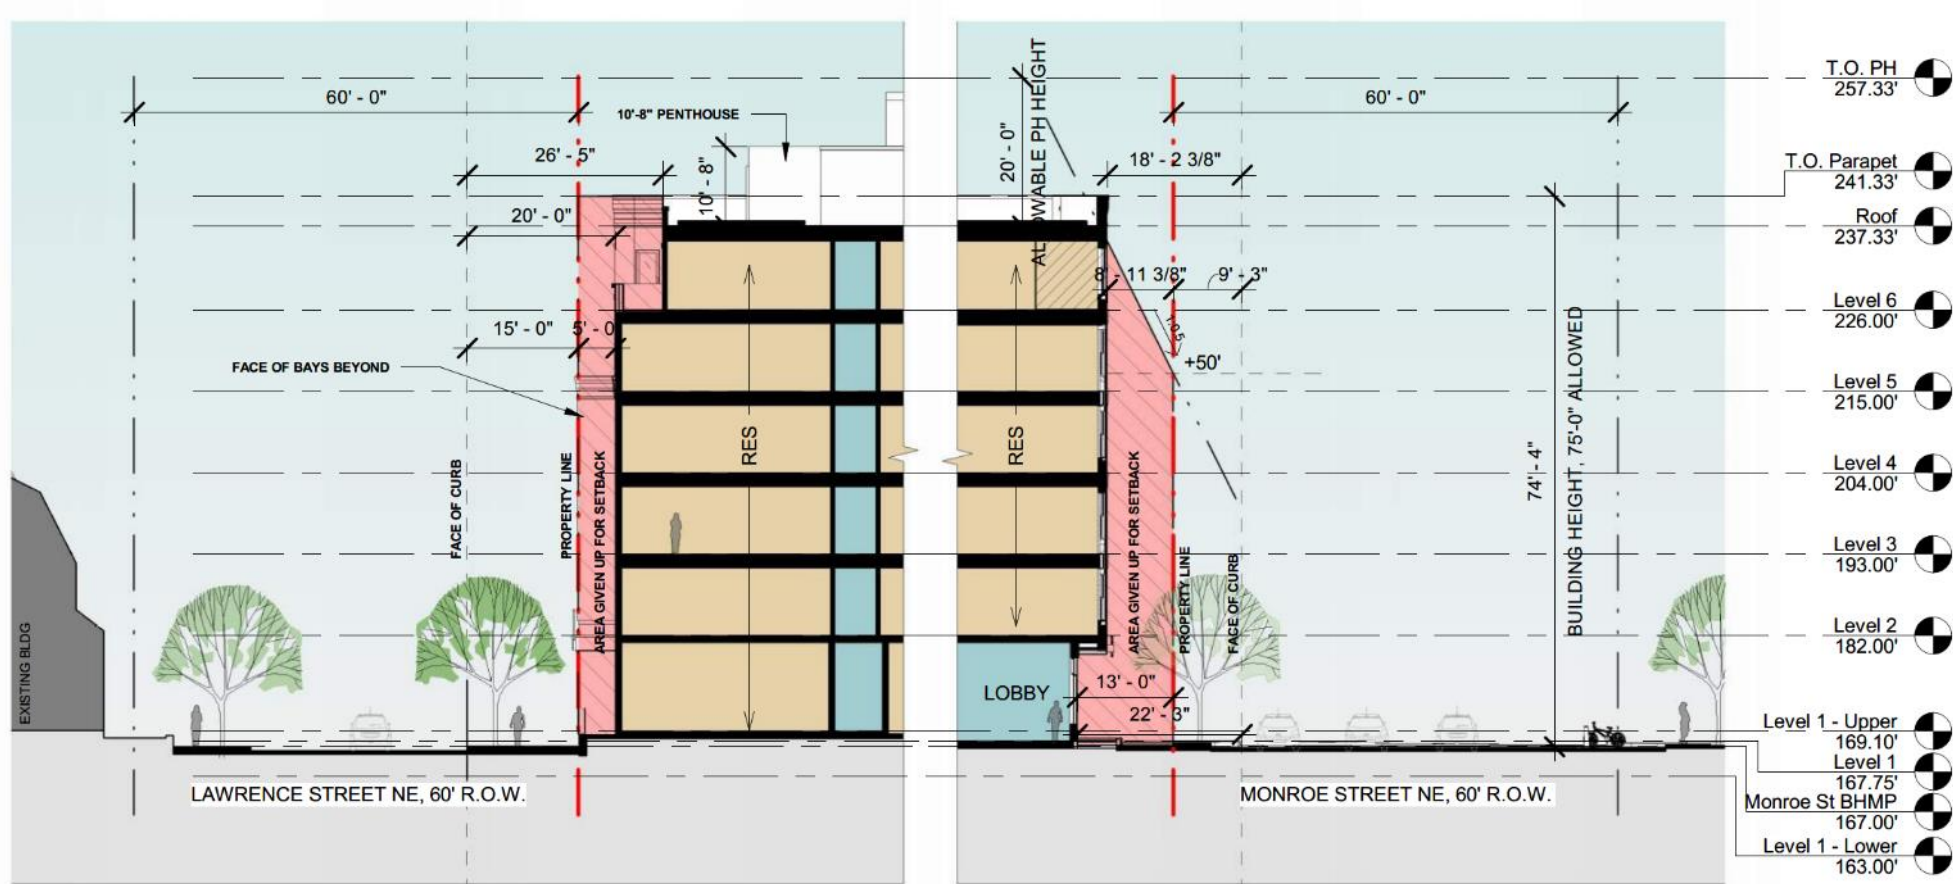 T.O. PH
257.33'
60' - 0"
60' - 0"
10'-8" PENTHOUSE
20' - 0"
ALLOWABLE PH HEIGHT
26' - 5"
10' - 8"
18' - 2 3/8"
T.O. Parapet
241.33'
20' - 0"
Roof
237.33'
8' - 11 3/8"
9' - 3"
Level 6
226.00'
15' - 0"
5' - 0
1:0.5
+50'
FACE OF BAYS BEYOND
Level 5
215.00'
RES
RES
74' - 4"
BUILDING HEIGHT, 75'-0" ALLOWED
Level 4
204.00'
FACE OF CURB
PROPERTY LINE
AREA GIVEN UP FOR SETBACK
AREA GIVEN UP FOR SETBACK
PROPERTY LINE
FACE OF CURB
Level 3
193.00'
Level 2
182.00'
EXISTING BLDG
LOBBY
13' - 0"
22' - 3"
Level 1 - Upper
169.10'
Level 1
167.75'
Monroe St BHMP
167.00'
Level 1 - Lower
163.00'
LAWRENCE STREET NE, 60' R.O.W.
MONROE STREET NE, 60' R.O.W.